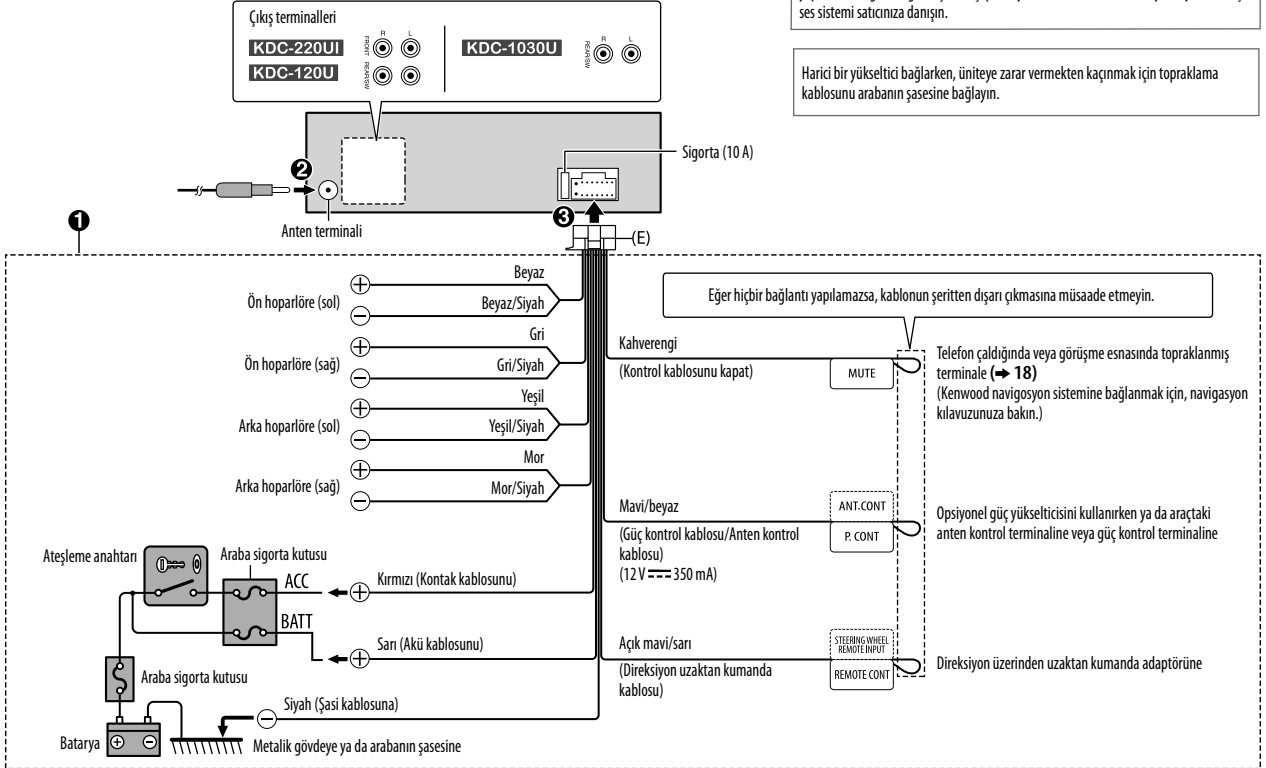 ses sistemi satıcınıza danışın.
Harici bir yükseltici bağlarken, üniteye zarar vermekten kaçınmak için topraklama
kablosunu arabanın şasesine bağlayın.
Çıkış terminalleri
R L
KDC-220UI
FRONT
KDC-120U
REAR/SW
KDC-1030U
R L
REAR/SW
Sigorta (10 A)
2
Anten terminali
3
(E)
1
Beyaz
Ön hoparlöre (sol)
Beyaz/Siyah
Gri
Ön hoparlöre (sağ)
Gri/Siyah
Yeşil
Arka hoparlöre (sol)
Yeşil/Siyah
Mor
Arka hoparlöre (sağ)
Mor/Siyah
Eğer hiçbir bağlantı yapılamazsa, kablonun şeritten dışarı çıkmasına müsaade etmeyin.
Kahverengi
(Kontrol kablosunu kapat)
MUTE
Telefon çaldığında veya görüşme esnasında topraklanmış
terminale (➔ 18)
(Kenwood navigosyon sistemine bağlanmak için, navigasyon
kılavuzunuza bakın.)
Mavi/beyaz
(Güç kontrol kablosu/Anten kontrol
kablosu)
(12 V ⎓ 350 mA)
ANT.CONT
P. CONT
Opsiyonel güç yükselticisini kullanırken ya da araçtaki
anten kontrol terminaline veya güç kontrol terminaline
Ateşleme anahtarı
Araba sigorta kutusu
ACC
Kırmızı (Kontak kablosunu)
BATT
Sarı (Akü kablosunu)
Açık mavi/sarı
(Direksiyon uzaktan kumanda
kablosu)
STEERING WHEEL
REMOTE INPUT
REMOTE CONT
Direksiyon üzerinden uzaktan kumanda adaptörüne
Araba sigorta kutusu
Siyah (Şasi kablosuna)
Batarya
Metalik gövdeye ya da arabanın şasesine